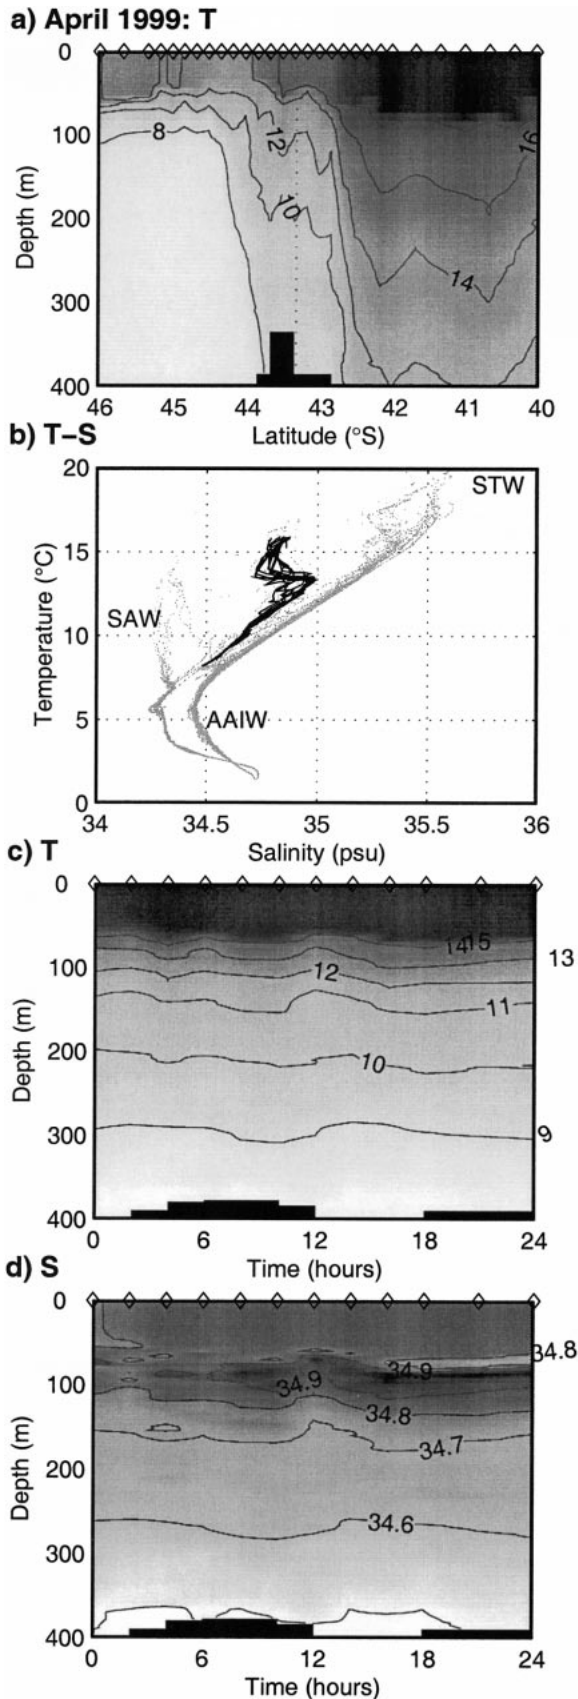 a) April 1999: T
0
100
200
300
400
Depth (m)
8
12
10
16
14
46 45 44 43 42 41 40
Latitude (°S)
b) T−S
20
15
10
5
0
Temperature (°C)
STW
SAW
AAIW
34 34.5 35 35.5 36
Salinity (psu)
c) T
0
100
200
300
400
Depth (m)
14 15
13
12
11
10
9
0 6 12 18 24
Time (hours)
d) S
0
100
200
300
400
Depth (m)
34.8
34.9
34.9
34.8
34.7
34.6
0 6 12 18 24
Time (hours)